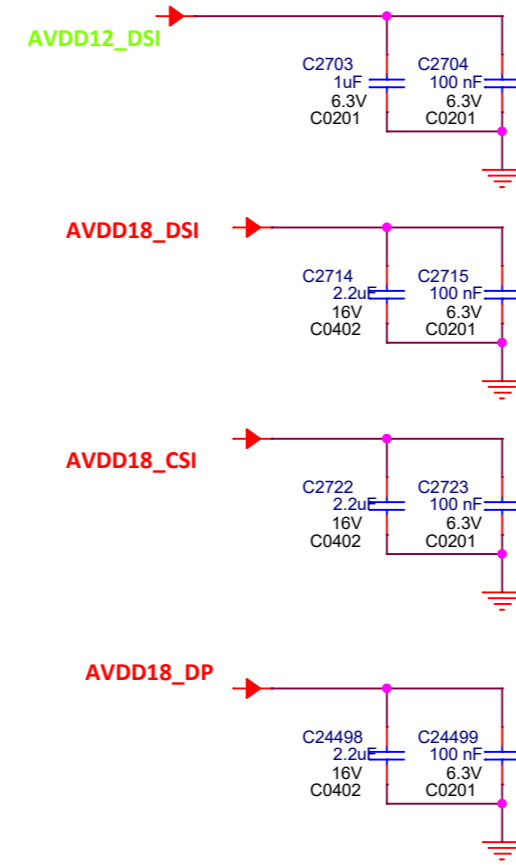 AVDD12_DSI
C2703 C2704
1uF 100 nF
6.3V 6.3V
C0201 C0201
AVDD18_DSI
C2714 C2715
2.2uF 100 nF
16V 6.3V
C0402 C0201
AVDD18_CSI
C2722 C2723
2.2uF 100 nF
16V 6.3V
C0402 C0201
AVDD18_DP
C24498 C24499
2.2uF 100 nF
16V 6.3V
C0402 C0201